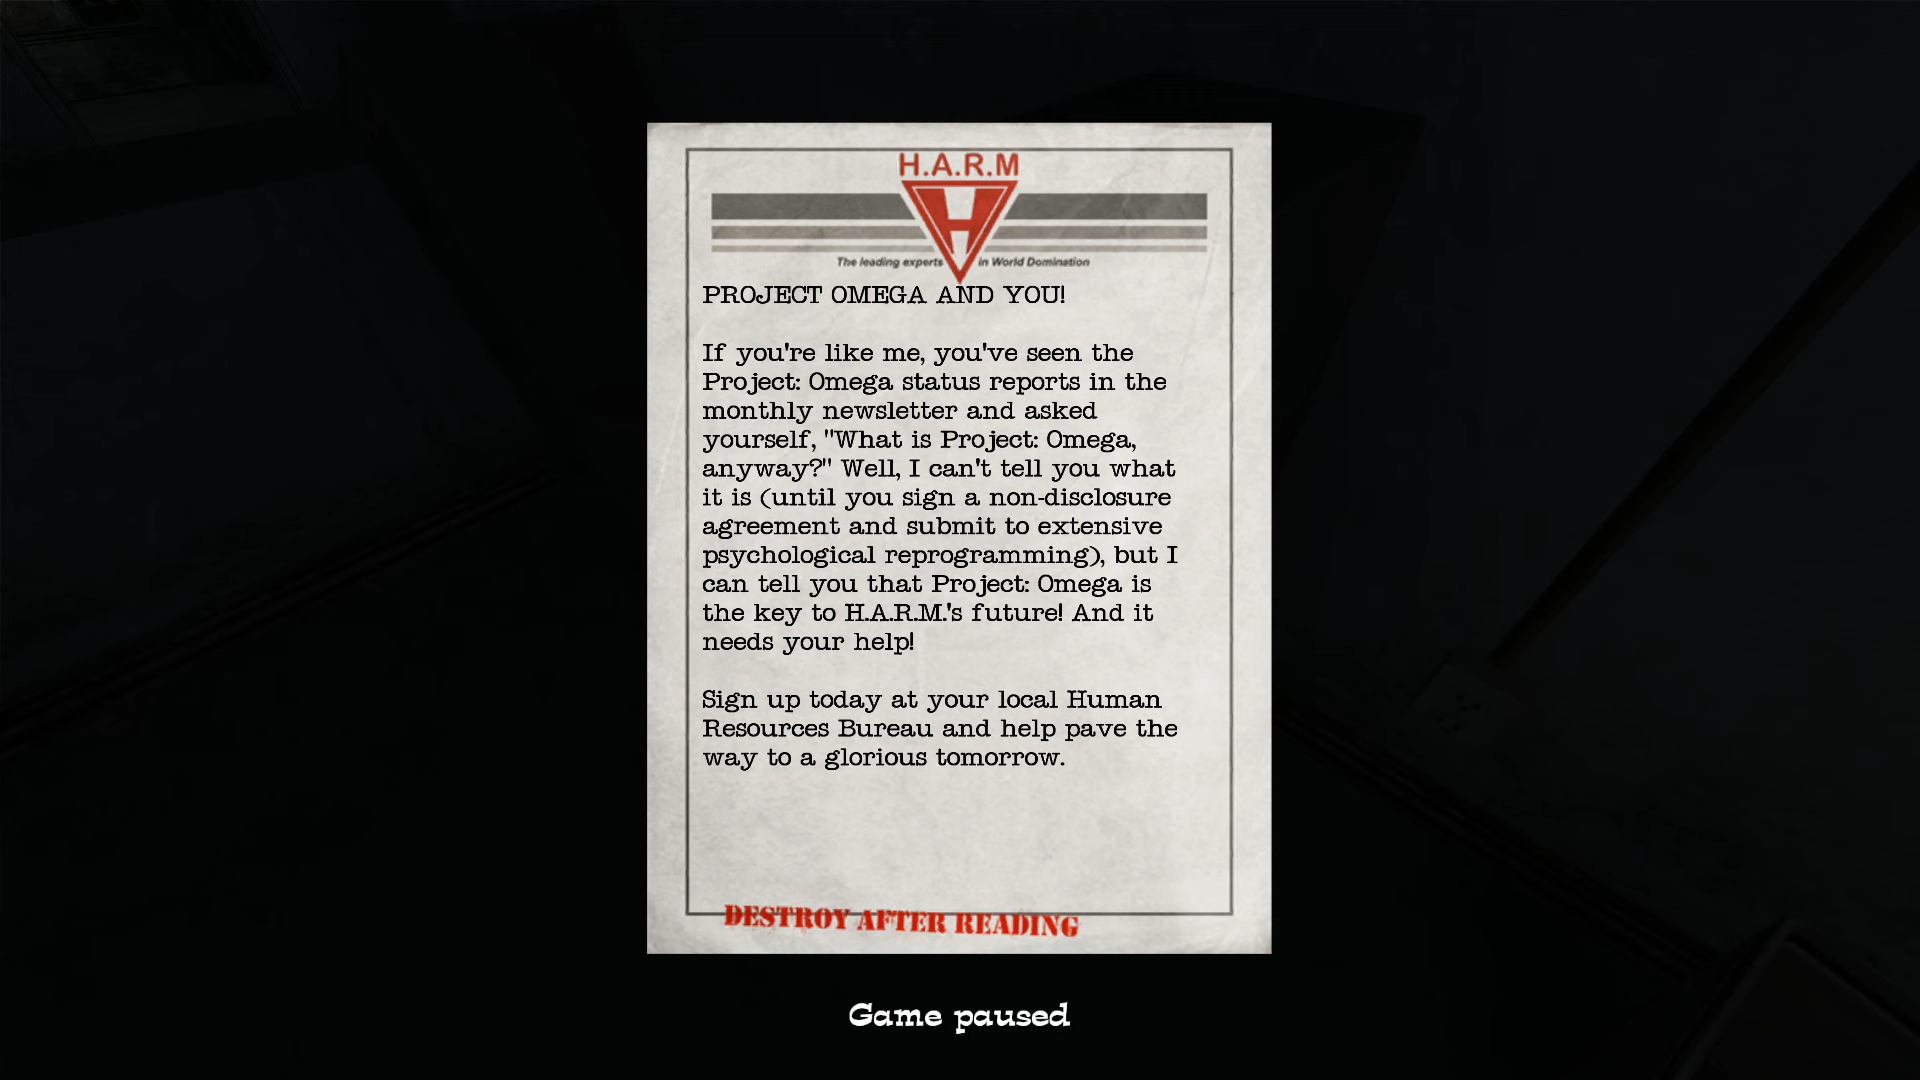 H.A.R.M
H
The leading experts in World Domination
PROJECT OMEGA AND YOU!
If you're like me, you've seen the
Project: Omega status reports in the
monthly newsletter and asked
yourself, "What is Project: Omega,
anyway?" Well, I can't tell you what
it is (until you sign a non-disclosure
agreement and submit to extensive
psychological reprogramming), but I
can tell you that Project: Omega is
the key to H.A.R.M.'s future! And it
needs your help!
Sign up today at your local Human
Resources Bureau and help pave the
way to a glorious tomorrow.
DESTROY AFTER READING
Game paused